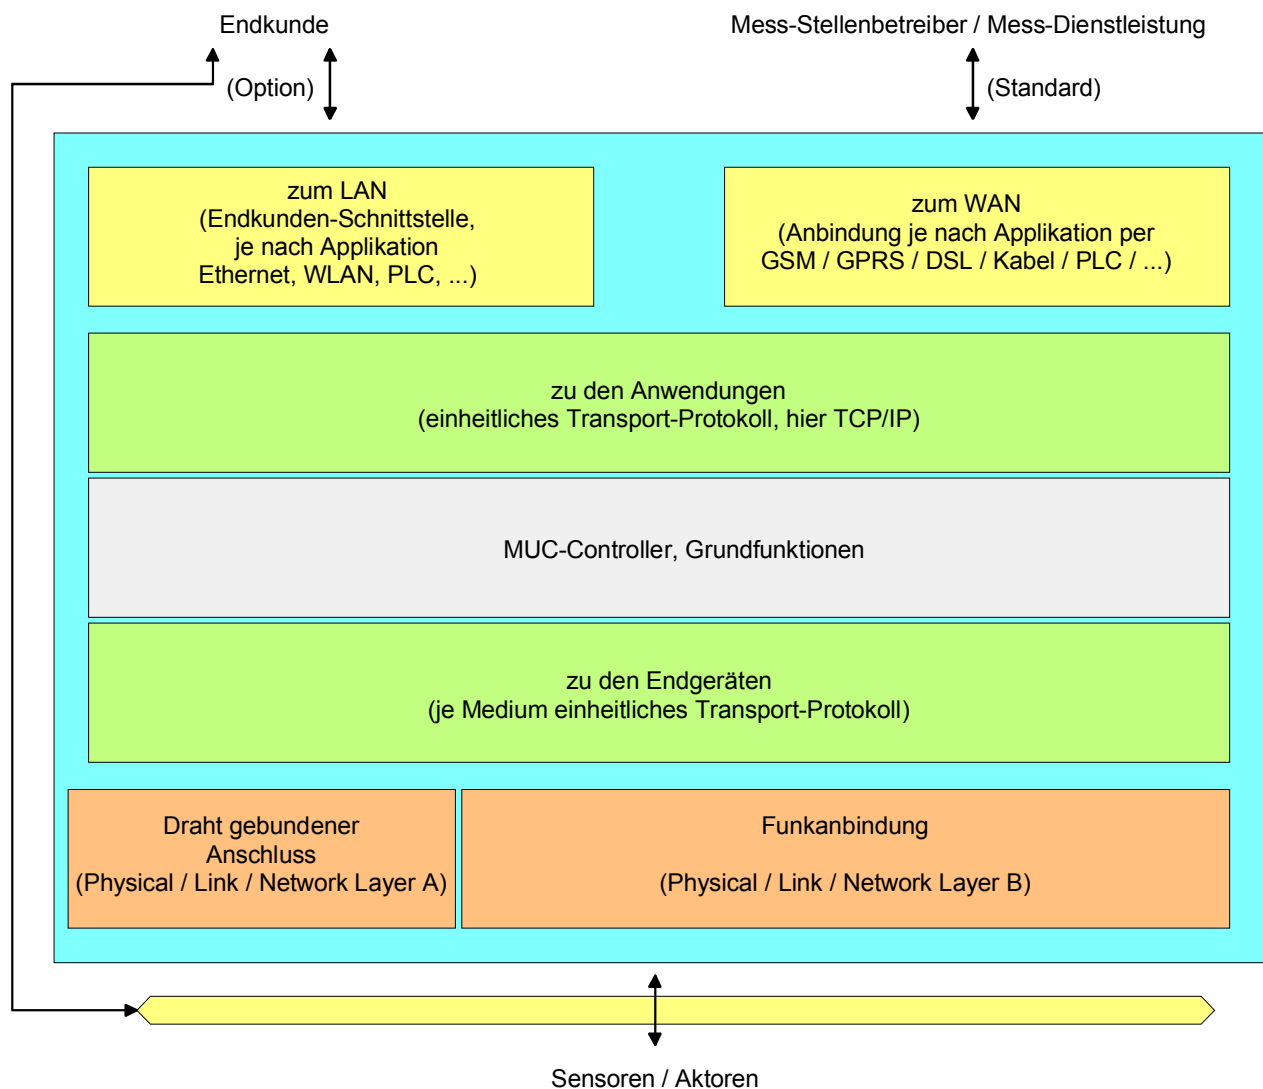 Endkunde
Mess-Stellenbetreiber / Mess-Dienstleistung
(Option)
(Standard)
zum LAN
(Endkunden-Schnittstelle,
je nach Applikation
Ethernet, WLAN, PLC, ...)
zum WAN
(Anbindung je nach Applikation per
GSM / GPRS / DSL / Kabel / PLC / ...)
zu den Anwendungen
(einheitliches Transport-Protokoll, hier TCP/IP)
MUC-Controller, Grundfunktionen
zu den Endgeräten
(je Medium einheitliches Transport-Protokoll)
Draht gebundener
Anschluss
(Physical / Link / Network Layer A)
Funkanbindung
(Physical / Link / Network Layer B)
Sensoren / Aktoren